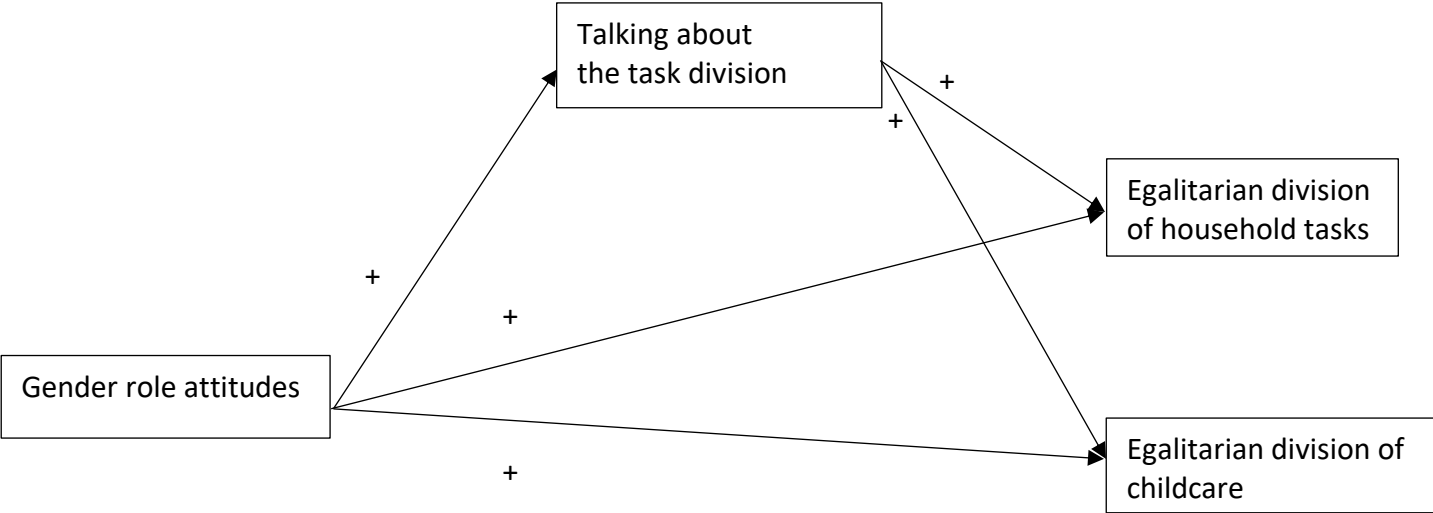 Talking about
the task division
+
+
Egalitarian division
of household tasks
+
+
Gender role attitudes
Egalitarian division of
childcare
+